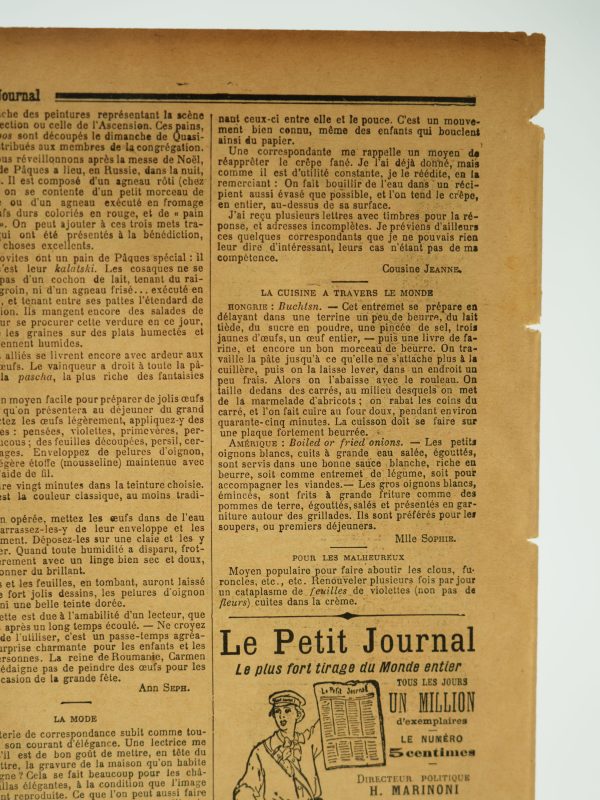 Journal
che des peintures représentant la scène
ection ou celle de l'Ascension. Ces pains,
pos sont découpés le dimanche de Quasi-
tribués aux membres de la congrégation.
ous réveillonnons après la messe de Noël,
de Pâques a lieu, en Russie, dans la nuit,
. Il est composé d'un agneau rôti (chez
on se contente d'un petit morceau de
e ou d'un agneau exécuté en fromage
ufs durs coloriés en rouge, et de « pain
». On peut ajouter à ces trois mets tra-
qui ont été présentés à la bénédiction,
choses excellents.
ovites ont un pain de Pâques spécial : il
'est leur kalatski. Les cosaques ne se
pas d'un cochon de lait, tenant du rai-
groin, ni d'un agneau frisé... exécuté en
, et tenant entre ses pattes l'étendard de
ion. Ils mangent encore des salades de
ur se procurer cette verdure en ce jour,
les graines sur des plats humectés et
ennent humides.
s alliés se livrent encore avec ardeur aux
œufs. Le vainqueur a droit à toute la pâ-
la pascha, la plus riche des fantaisies
n moyen facile pour préparer de jolis œufs
qu'on présentera au déjeuner du grand
tez les œufs légèrement, appliquez-y des
es : pensées, violettes, primevères, per-
ucous ; des feuilles découpées, persil, cer-
ages. Enveloppez de pelures d'oignon,
égère étoffe (mousseline) maintenue avec
'aide de fil.
ire vingt minutes dans la teinture choisie.
est la couleur classique, au moins tradi-
n opérée, mettez les œufs dans de l'eau
arrassez-les-y de leur enveloppe et les
ment. Déposez-les sur une claie et les y
er. Quand toute humidité a disparu, frot-
èrement avec un linge bien sec et doux,
onner du brillant.
s et les feuilles, en tombant, auront laissé
e fort jolis dessins, les pelures d'oignon
ni une belle teinte dorée.
ette est due à l'amabilité d'un lecteur, que
s après un long temps écoulé. — Ne croyez
de l'utiliser, c'est un passe-temps agréa-
surprise charmante pour les enfants et les
ersonnes. La reine de Roumanie, Carmen
dédaigne pas de peindre des œufs pour les
casion de la grande fête.
Ann Seph.
LA MODE
terie de correspondance subit comme tou-
son courant d'élégance. Une lectrice me
'il est de bon goût de mettre, en tête du
ttre, la gravure de la maison qu'on habite
gne ? Cela se fait beaucoup pour les châ-
illas élégantes, à la condition que l'image
nt reproduite. Ce que l'on peut aussi faire
nant ceux-ci entre elle et le pouce. C'est un mouve-
ment bien connu, même des enfants qui bouclent
ainsi du papier.
Une correspondante me rappelle un moyen de
réapprêter le crêpe fané. Je l'ai déjà donné, mais
comme il est d'utilité constante, je le réédite, en la
remerciant : On fait bouillir de l'eau dans un réci-
pient aussi évasé que possible, et l'on tend le crêpe,
en entier, au-dessus de sa surface.
J'ai reçu plusieurs lettres avec timbres pour la ré-
ponse, et adresses incomplètes. Je préviens d'ailleurs
ces quelques correspondants que je ne pouvais rien
leur dire d'intéressant, leurs cas n'étant pas de ma
compétence.
Cousine Jeanne.
LA CUISINE A TRAVERS LE MONDE
HONGRIE : Buchtsn. — Cet entremet se prépare en
délayant dans une terrine un peu de beurre, du lait
tiède, du sucre en poudre, une pincée de sel, trois
jaunes d'œufs, un œuf entier, — puis une livre de fa-
rine, et encore un bon morceau de beurre. On tra-
vaille la pâte jusqu'à ce qu'elle ne s'attache plus à la
cuillère, puis on la laisse lever, dans un endroit un
peu frais. Alors on l'abaisse avec le rouleau. On
taille dedans des carrés, au milieu desquels on met
de la marmelade d'abricots ; on rabat les coins du
carré, et l'on fait cuire au four doux, pendant environ
quarante-cinq minutes. La cuisson doit se faire sur
une plaque fortement beurrée.
AMÉRIQUE : Boiled or fried onions. — Les petits
oignons blancs, cuits à grande eau salée, égouttés,
sont servis dans une bonne sauce blanche, riche en
beurre, soit comme entremet de légume, soit pour
accompagner les viandes. — Les gros oignons blancs,
émincés, sont frits à grande friture comme des
pommes de terre, égouttés, salés et présentés en gar-
niture autour des grillades. Ils sont préférés pour les
soupers, ou premiers déjeuners.
Mlle Sophie.
POUR LES MALHEUREUX
Moyen populaire pour faire aboutir les clous, fu-
roncles, etc., etc. Renouveler plusieurs fois par jour
un cataplasme de feuilles de violettes (non pas de
fleurs) cuites dans la crème.
Le Petit Journal
Le plus fort tirage du Monde entier
Le Petit Journal
TOUS LES JOURS
UN MILLION
d'exemplaires
LE NUMÉRO
5 centimes
DIRECTEUR POLITIQUE
H. MARINONI